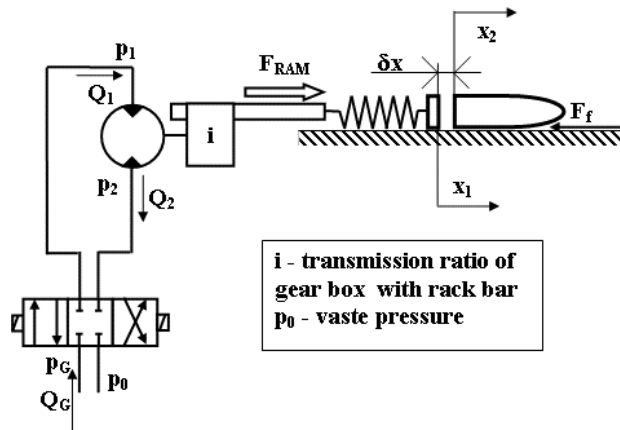 p1
Q1
FRAM
δx
x2
i
Ff
p2
Q2
x1
i - transmission ratio of
gear box with rack bar
p0 - vaste pressure
pG
p0
QG